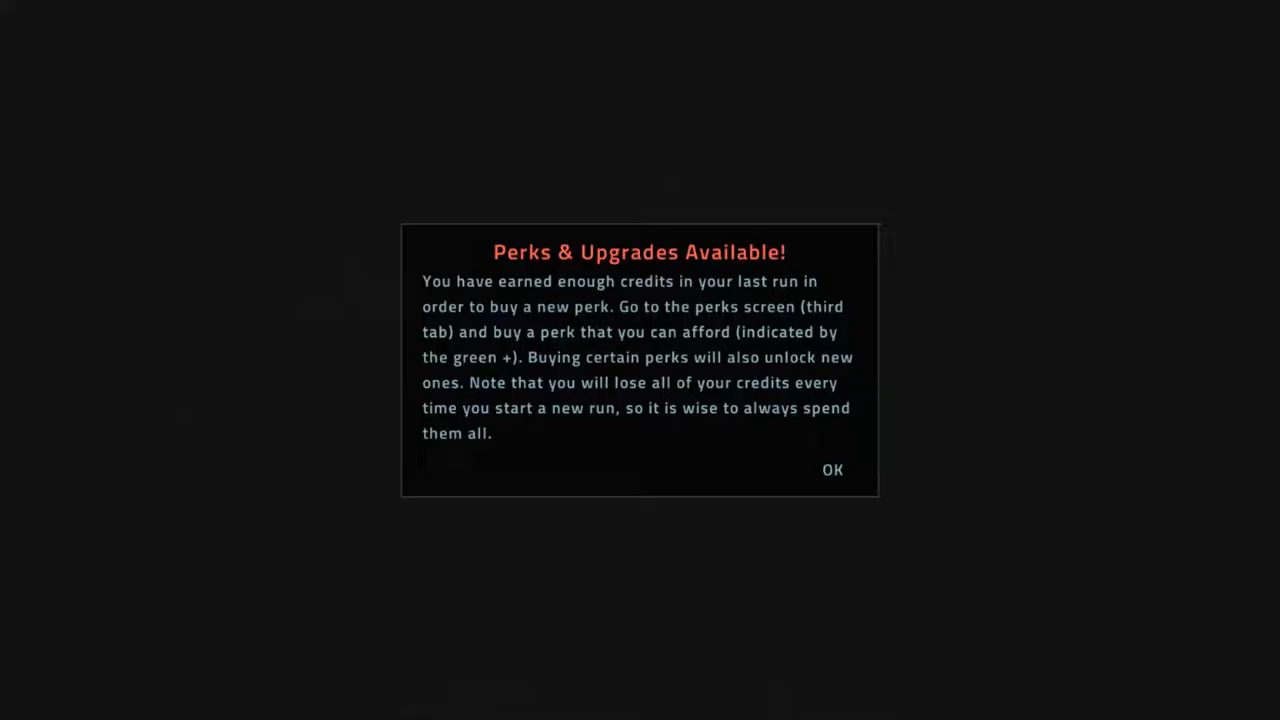 Perks & Upgrades Available!
You have earned enough credits in your last run in
order to buy a new perk. Go to the perks screen (third
tab) and buy a perk that you can afford (indicated by
the green +). Buying certain perks will also unlock new
ones. Note that you will lose all of your credits every
time you start a new run, so it is wise to always spend
them all.
OK